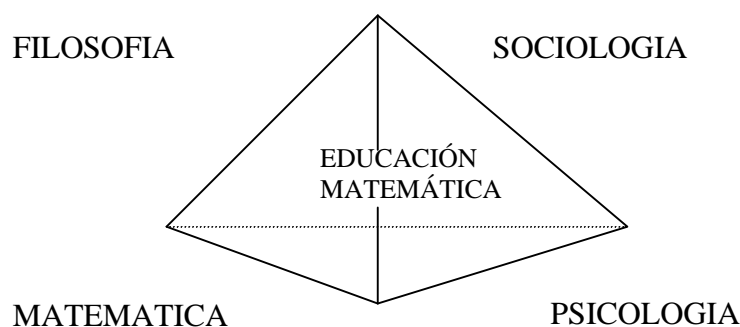 FILOSOFIA
SOCIOLOGIA
EDUCACIÓN
MATEMÁTICA
MATEMATICA
PSICOLOGIA